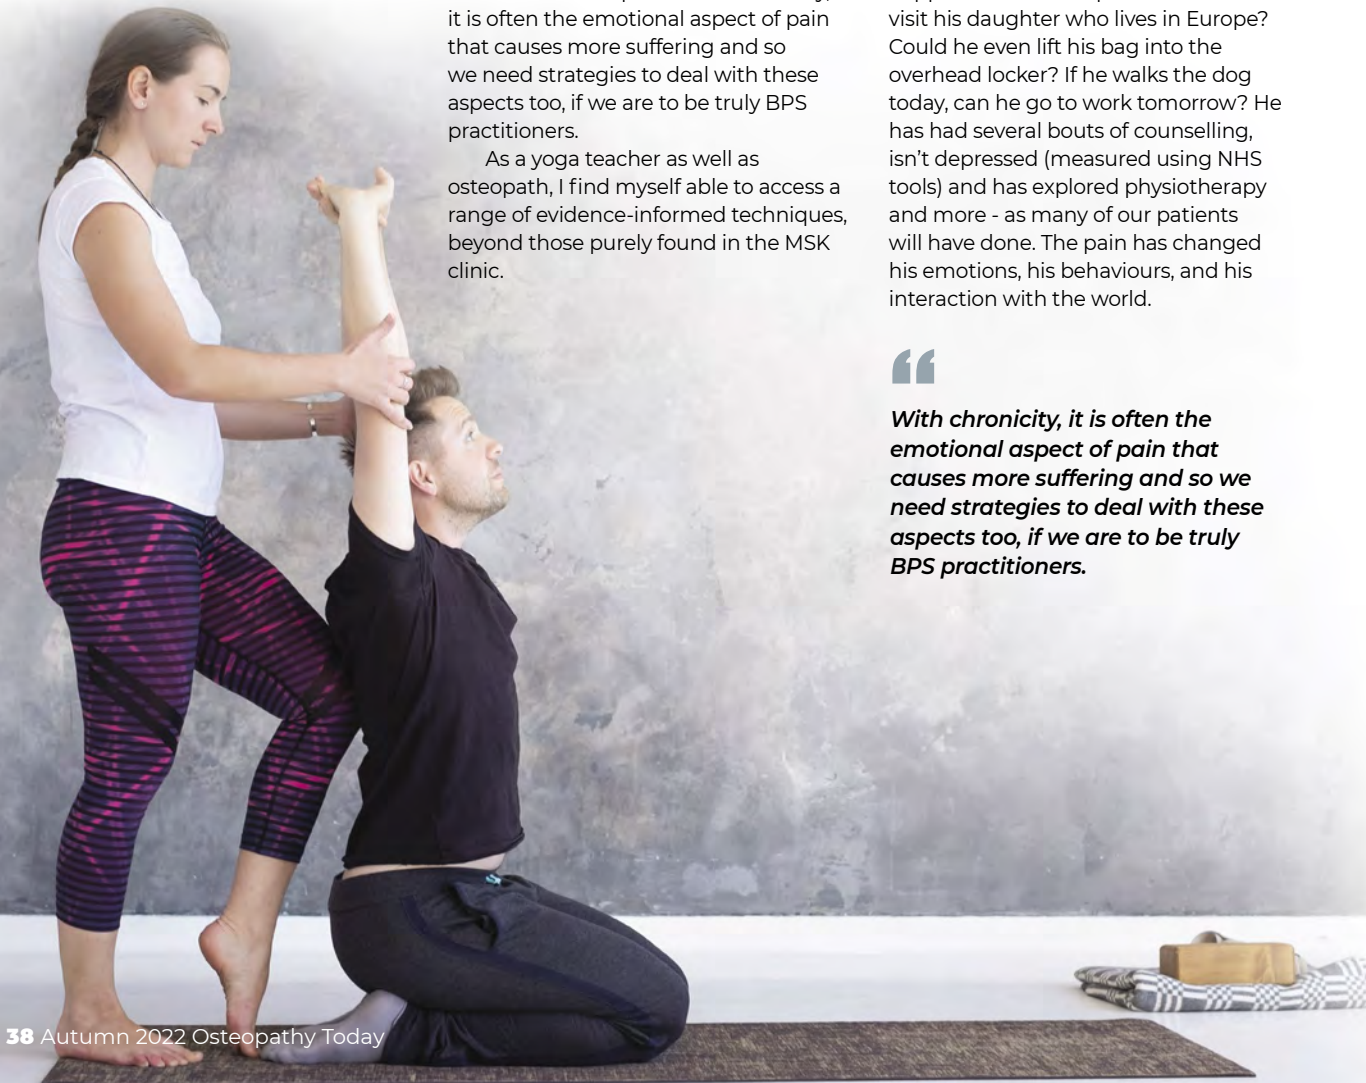 it is often the emotional aspect of pain
that causes more suffering and so
we need strategies to deal with these
aspects too, if we are to be truly BPS
practitioners.
As a yoga teacher as well as
osteopath, I find myself able to access a
range of evidence-informed techniques,
beyond those purely found in the MSK
clinic.
visit his daughter who lives in Europe?
Could he even lift his bag into the
overhead locker? If he walks the dog
today, can he go to work tomorrow? He
has had several bouts of counselling,
isn’t depressed (measured using NHS
tools) and has explored physiotherapy
and more - as many of our patients
will have done. The pain has changed
his emotions, his behaviours, and his
interaction with the world.
“
With chronicity, it is often the
emotional aspect of pain that
causes more suffering and so we
need strategies to deal with these
aspects too, if we are to be truly
BPS practitioners.
38 Autumn 2022 Osteopathy Today